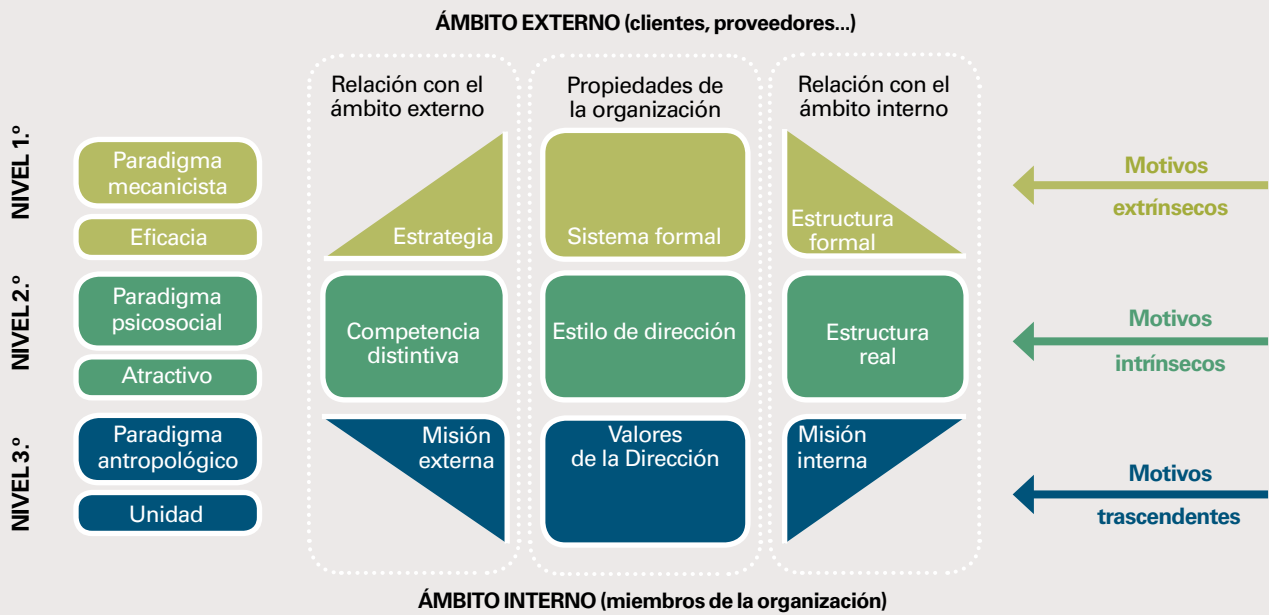 ÁMBITO EXTERNO (clientes, proveedores...)
Relación con el
ámbito externo
Propiedades de
la organización
Relación con el
ámbito interno
NIVEL 1.º
Paradigma
mecanicista
Eficacia
Estrategia
Sistema formal
Estructura
formal
Motivos
extrínsecos
NIVEL 2.º
Paradigma
psicosocial
Atractivo
Competencia
distintiva
Estilo de dirección
Estructura
real
Motivos
intrínsecos
NIVEL 3.º
Paradigma
antropológico
Unidad
Misión
externa
Valores
de la Dirección
Misión
interna
Motivos
trascendentes
ÁMBITO INTERNO (miembros de la organización)